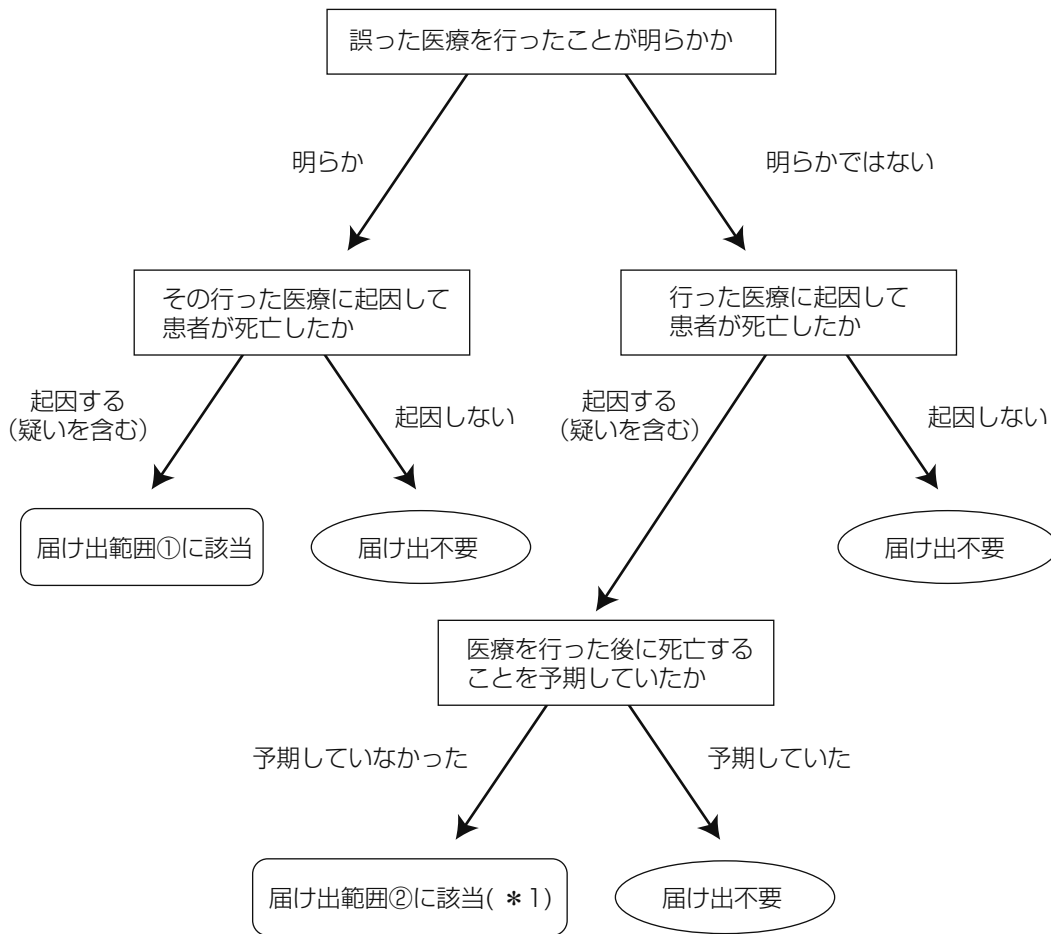 誤った医療を行ったことが明らかか
明らか
明らかではない
その行った医療に起因して
患者が死亡したか
行った医療に起因して
患者が死亡したか
起因する
(疑いを含む)
起因しない
起因する
(疑いを含む)
起因しない
届け出範囲①に該当
届け出不要
届け出不要
医療を行った後に死亡する
ことを予期していたか
予期していなかった
予期していた
届け出範囲②に該当( *1)
届け出不要